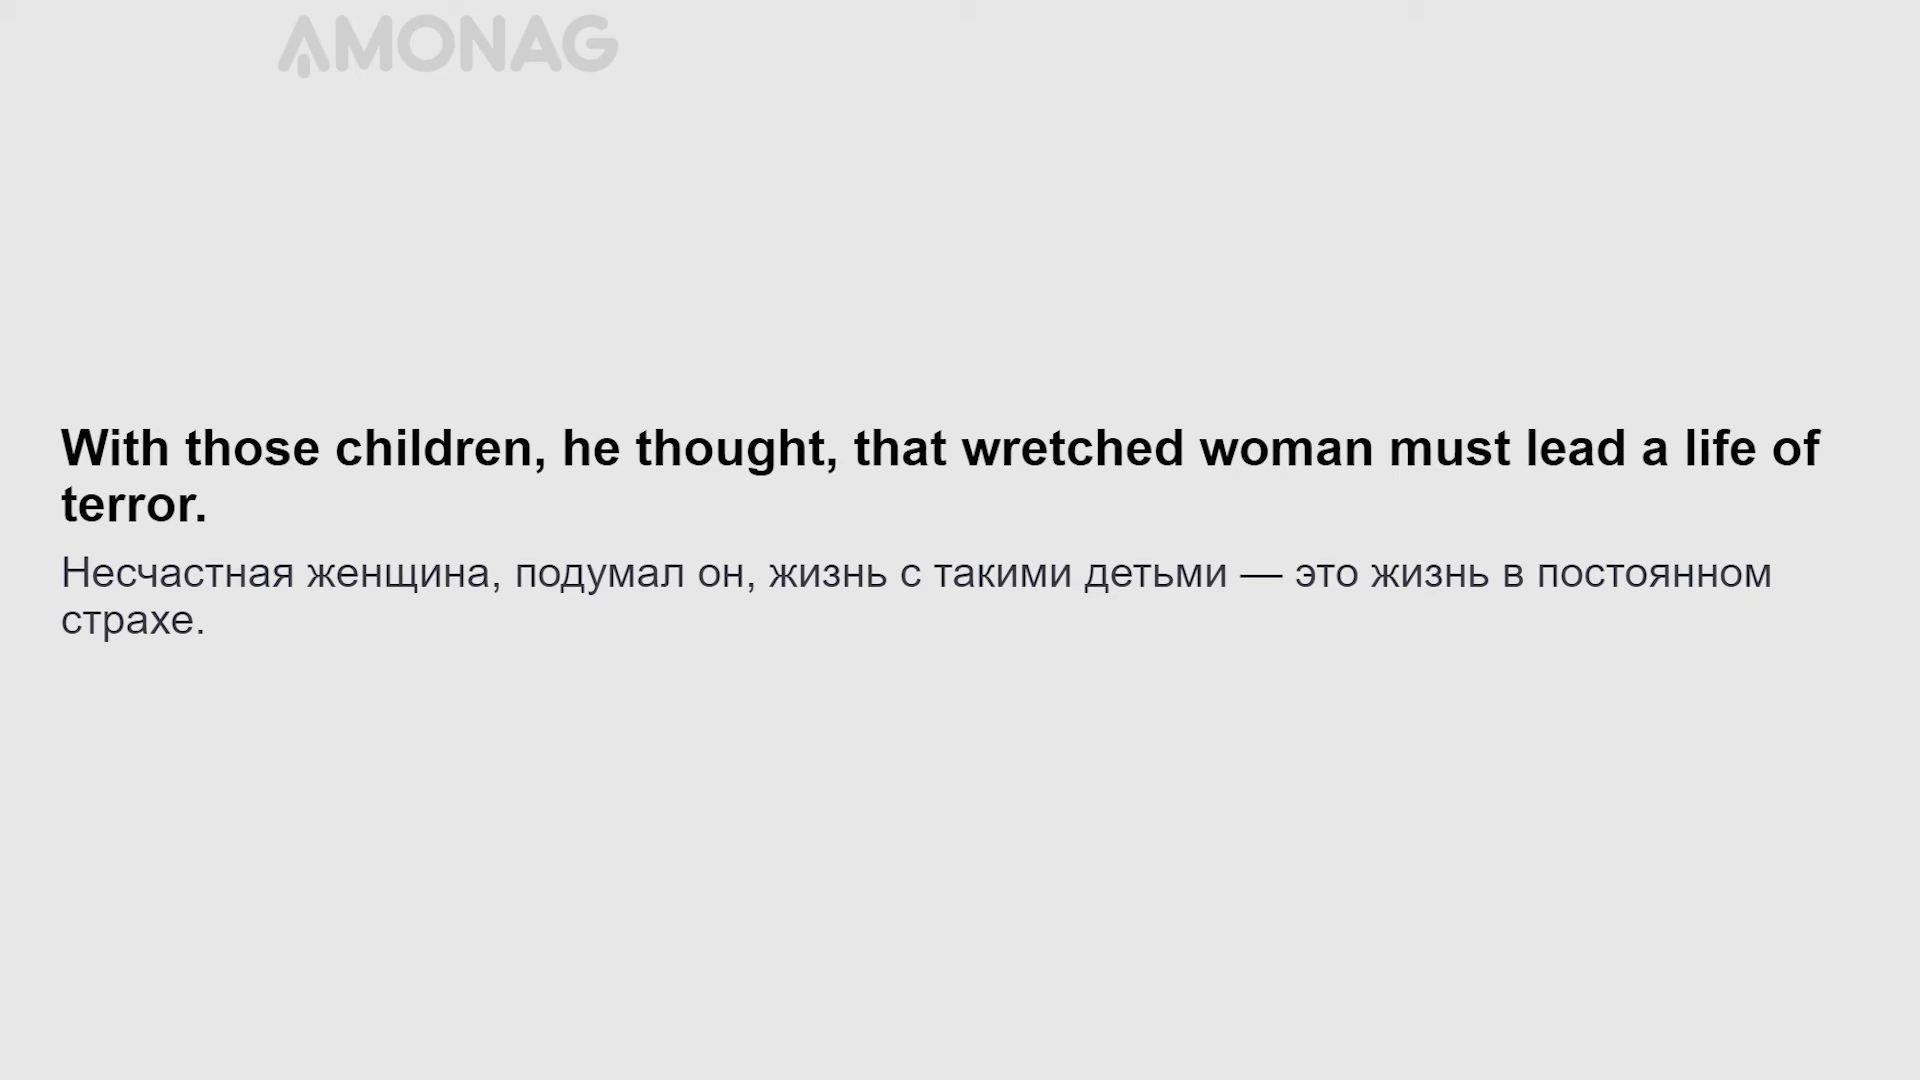 AMONAG
With those children, he thought, that wretched woman must lead a life of
terror.
Несчастная женщина, подумал он, жизнь с такими детьми — это жизнь в постоянном
страхе.